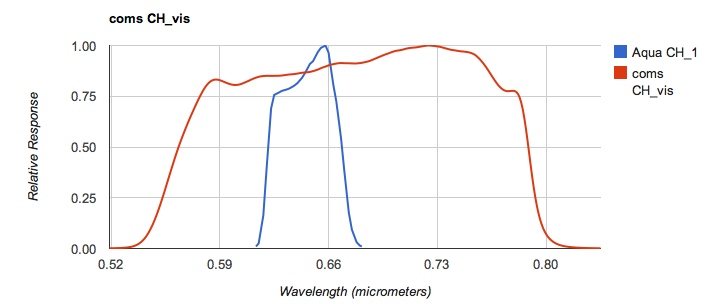 coms CH_vis
1.00
0.75
0.50
0.25
0.00
Relative Response
0.52 0.59 0.66 0.73 0.80
Wavelength (micrometers)
Aqua CH_1
coms
CH_vis